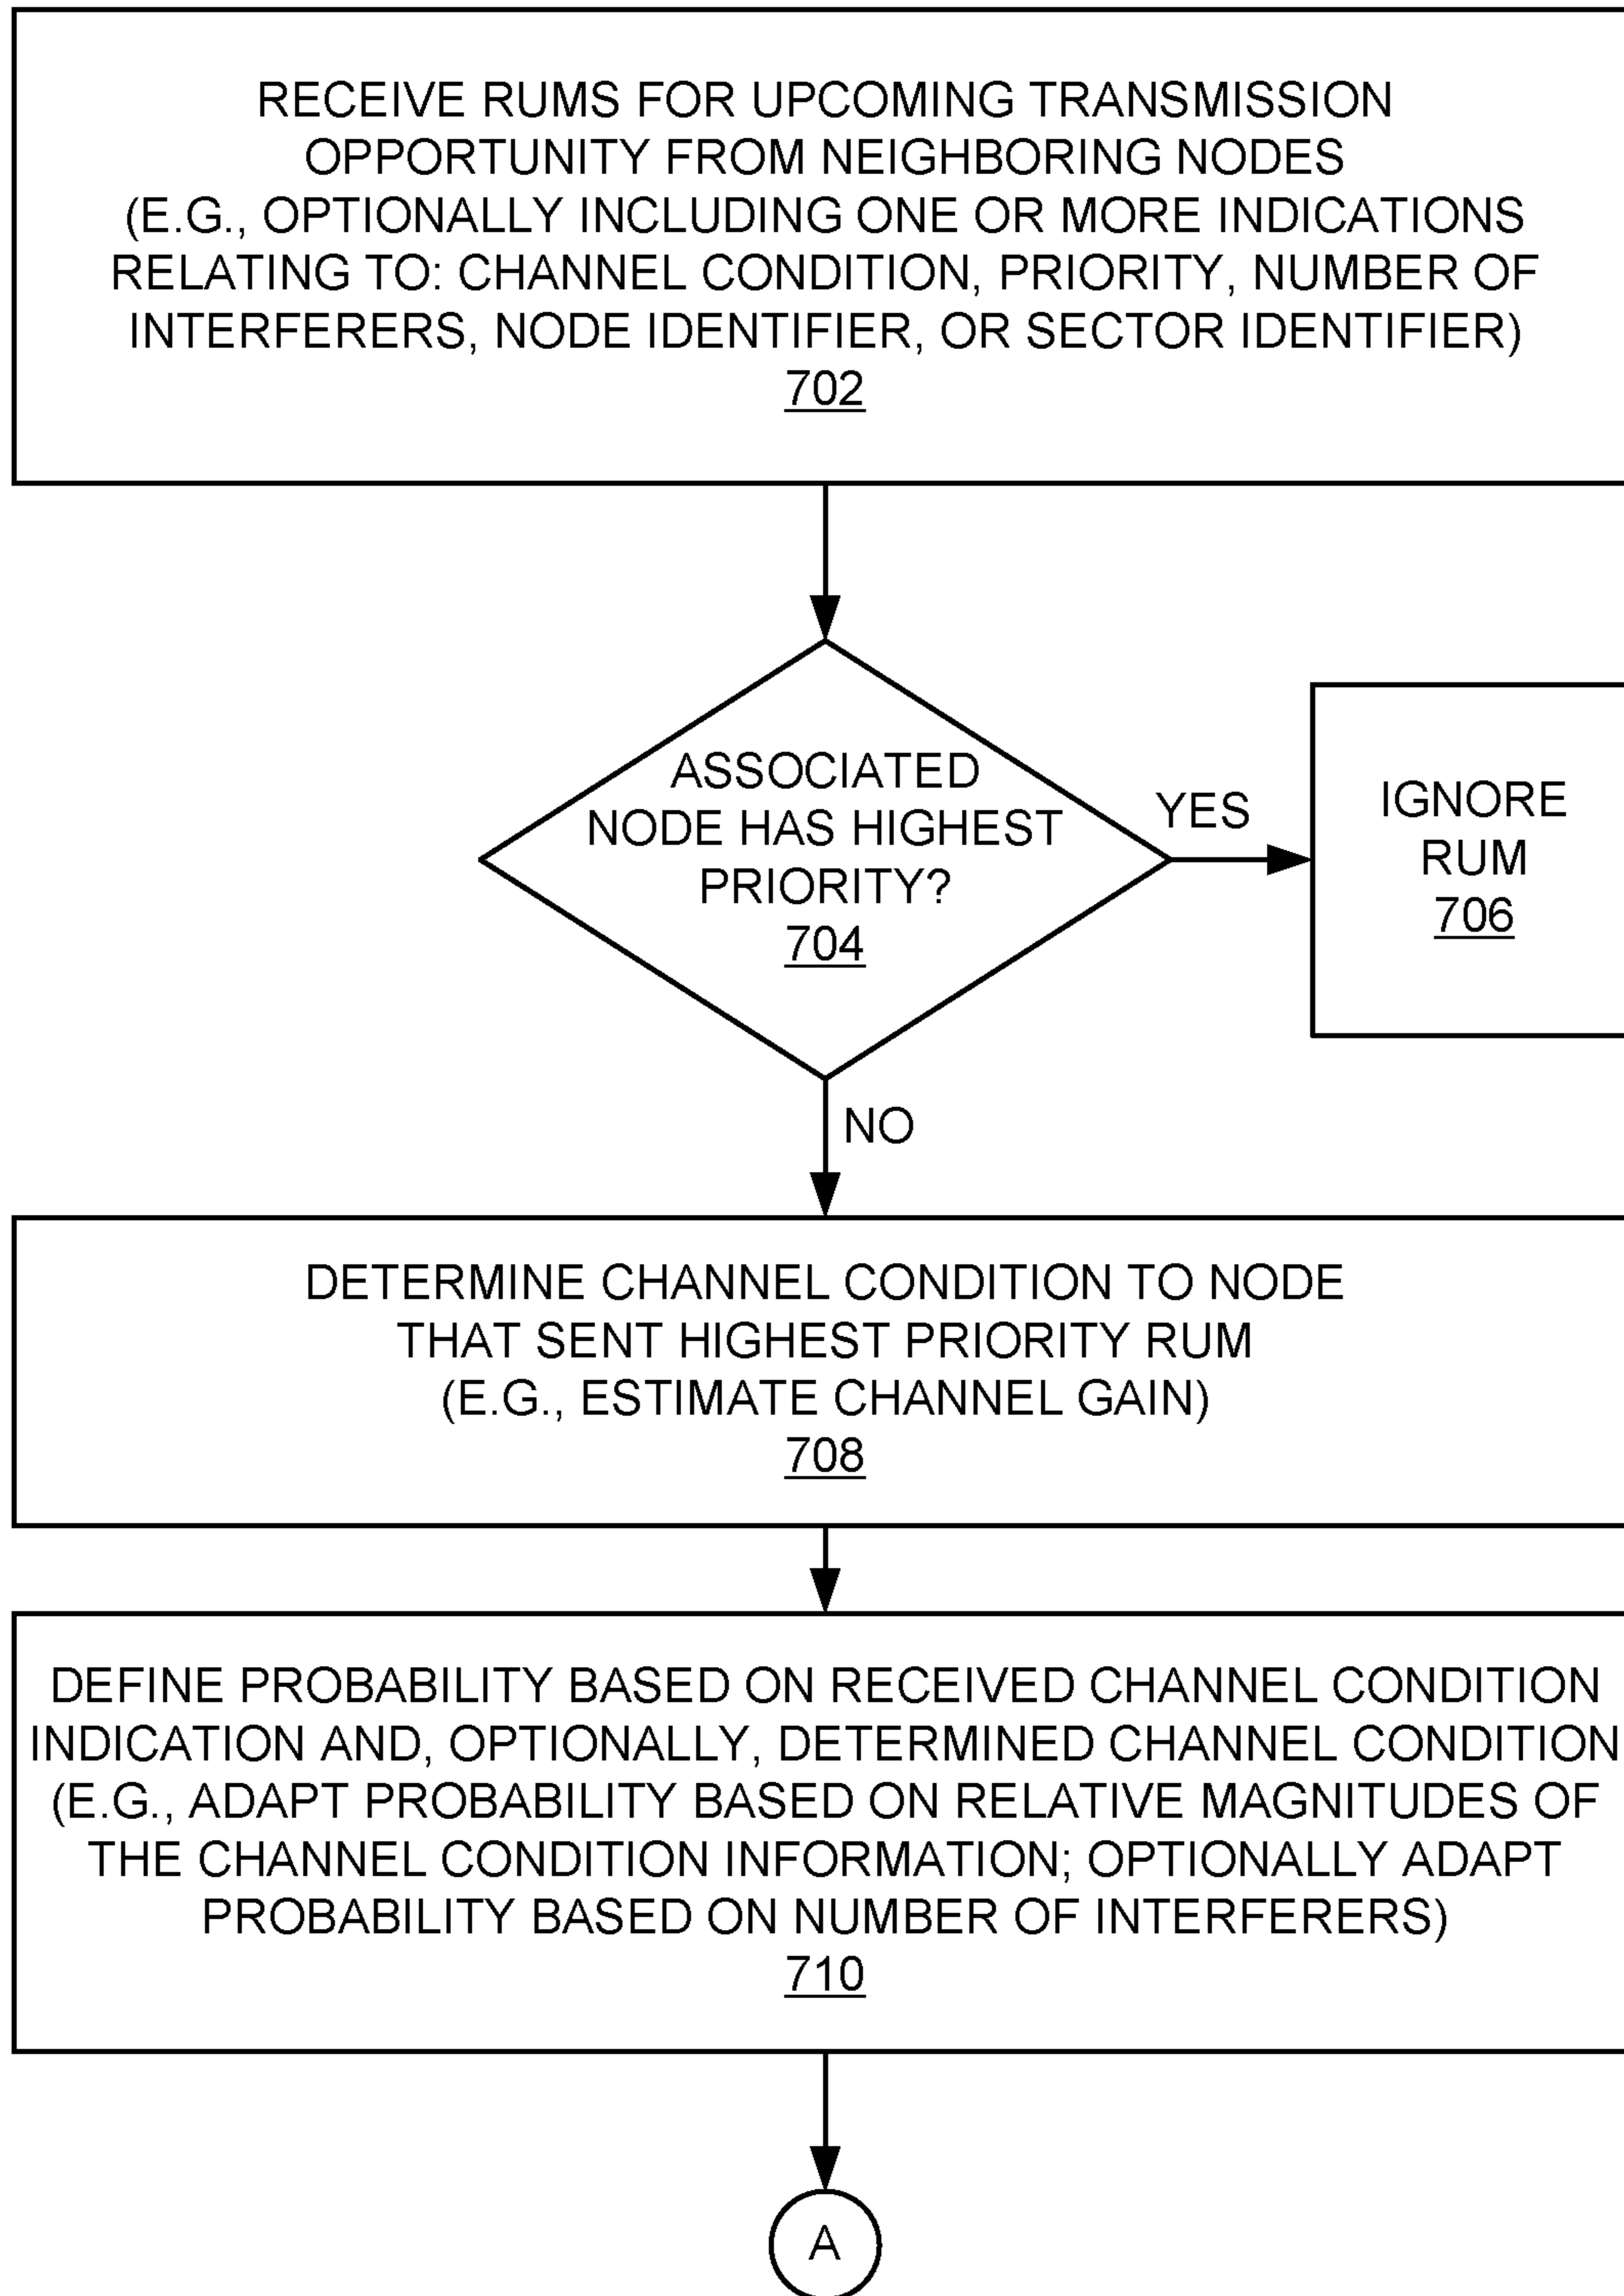 RECEIVE RUMS FOR UPCOMING TRANSMISSION
OPPORTUNITY FROM NEIGHBORING NODES
(E.G., OPTIONALLY INCLUDING ONE OR MORE INDICATIONS
RELATING TO: CHANNEL CONDITION, PRIORITY, NUMBER OF
INTERFERERS, NODE IDENTIFIER, OR SECTOR IDENTIFIER)
702
ASSOCIATED
NODE HAS HIGHEST
PRIORITY?
704
YES
IGNORE
RUM
706
NO
DETERMINE CHANNEL CONDITION TO NODE
THAT SENT HIGHEST PRIORITY RUM
(E.G., ESTIMATE CHANNEL GAIN)
708
DEFINE PROBABILITY BASED ON RECEIVED CHANNEL CONDITION
INDICATION AND, OPTIONALLY, DETERMINED CHANNEL CONDITION
(E.G., ADAPT PROBABILITY BASED ON RELATIVE MAGNITUDES OF
THE CHANNEL CONDITION INFORMATION; OPTIONALLY ADAPT
PROBABILITY BASED ON NUMBER OF INTERFERERS)
710
A